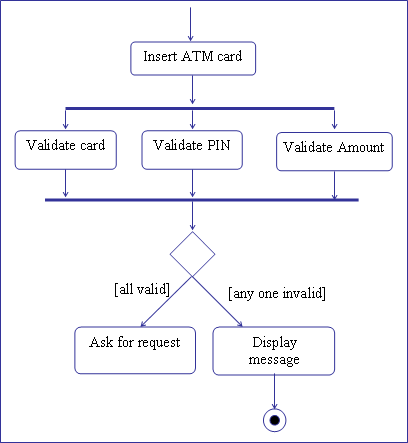 Insert ATM card
Validate card
Validate PIN
Validate Amount
[all valid]
[any one invalid]
Ask for request
Display
message